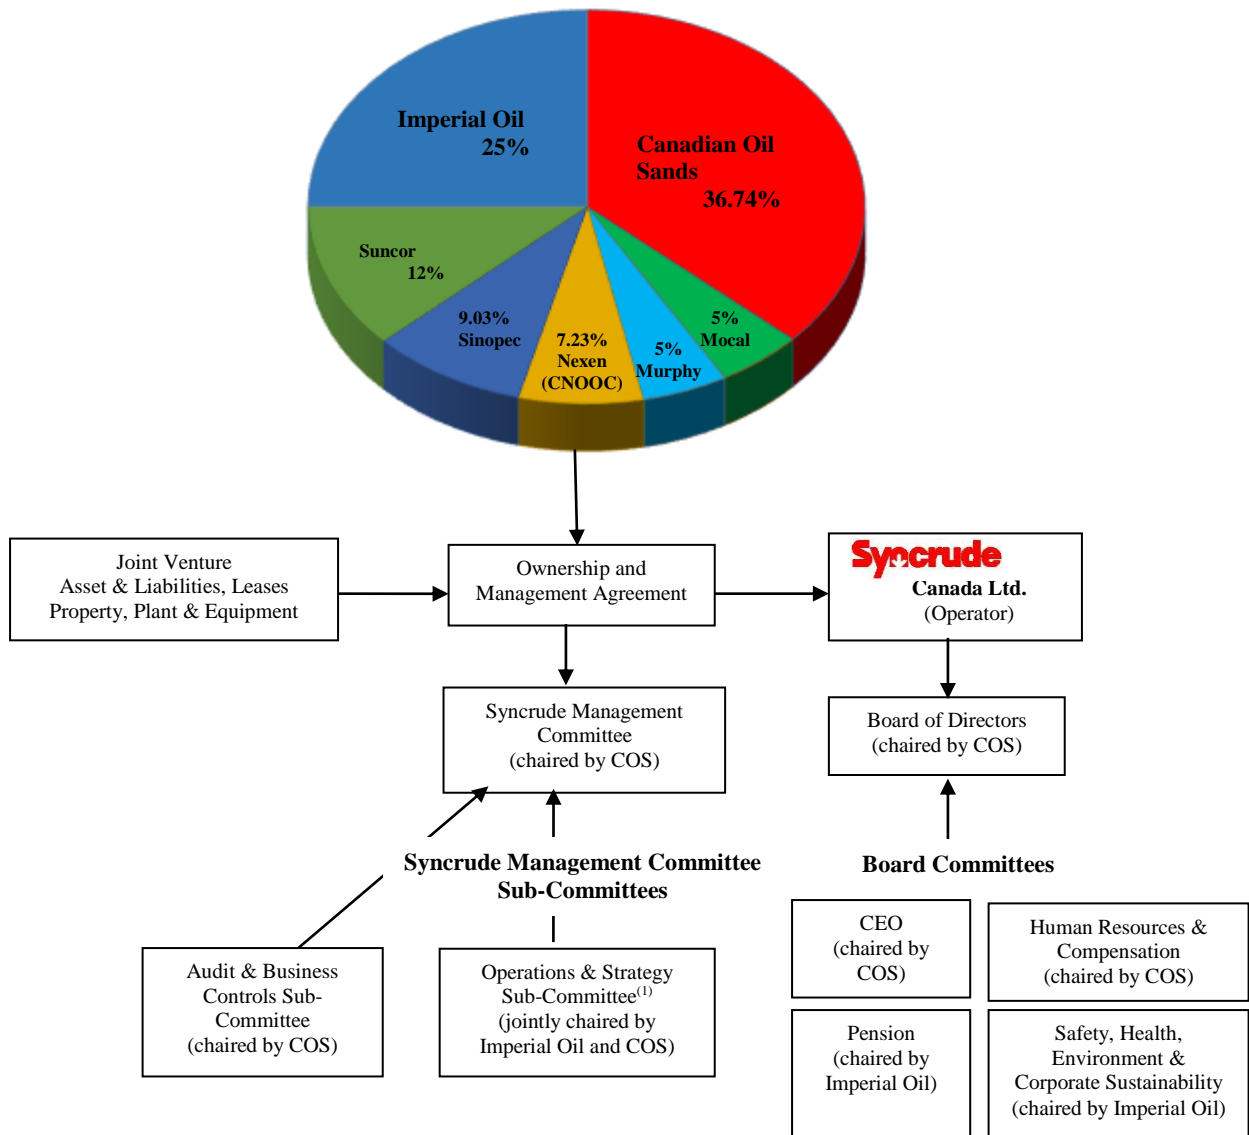 Imperial Oil
25%
Canadian Oil
Sands
36.74%
Suncor
12%
9.03%
Sinopec
7.23%
Nexen
(CNOOC)
5%
Murphy
5%
Mocal
Joint Venture
Asset & Liabilities, Leases
Property, Plant & Equipment
Ownership and
Management Agreement
Syncrude
Canada Ltd.
(Operator)
Syncrude Management
Committee
(chaired by COS)
Board of Directors
(chaired by COS)
Syncrude Management Committee
Sub-Committees
Board Committees
Audit & Business
Controls Sub-
Committee
(chaired by COS)
Operations & Strategy
Sub-Committee(1)
(jointly chaired by
Imperial Oil and COS)
CEO
(chaired by
COS)
Human Resources &
Compensation
(chaired by COS)
Pension
(chaired by
Imperial Oil)
Safety, Health,
Environment &
Corporate Sustainability
(chaired by Imperial Oil)